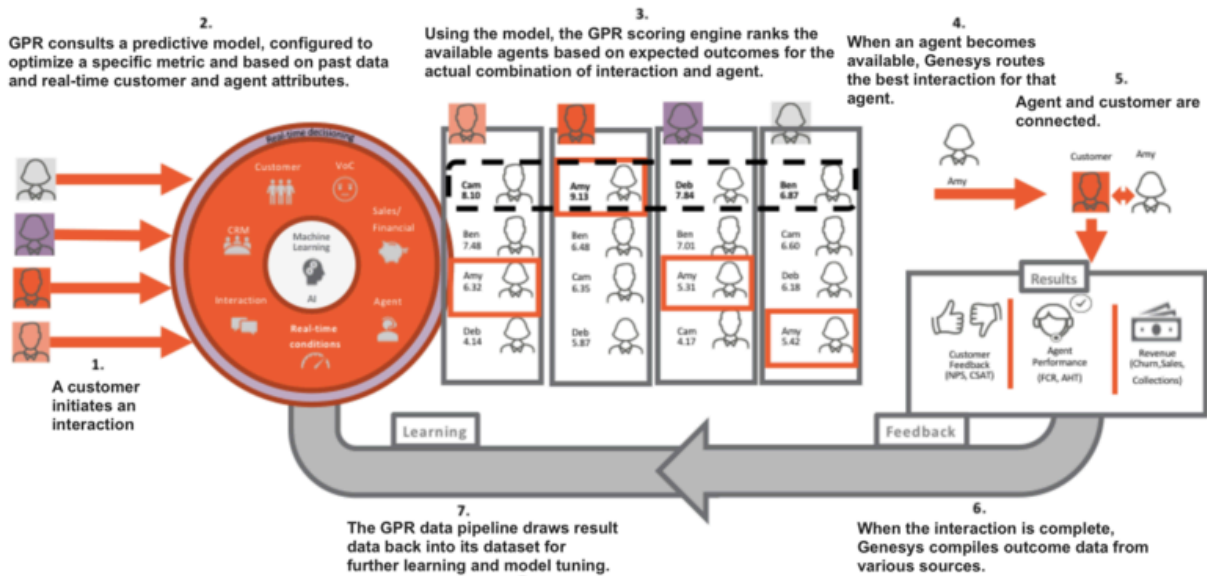 2.
GPR consults a predictive model, configured to
optimize a specific metric and based on past data
and real-time customer and agent attributes.
3.
Using the model, the GPR scoring engine ranks the
available agents based on expected outcomes for the
actual combination of interaction and agent.
4.
When an agent becomes
available, Genesys routes
the best interaction for that
agent.
5.
Agent and customer are
connected.
1.
A customer
initiates an
interaction
Real-time decisioning
Customer
VoC
CRM
Sales/
Financial
Machine
Learning
AI
Interaction
Agent
Real-time
conditions
Cam
8.10
Ben
7.48
Amy
6.32
Deb
4.14
Amy
9.13
Ben
6.48
Cam
6.35
Deb
5.87
Deb
7.84
Ben
7.01
Amy
5.31
Cam
4.17
Ben
6.87
Cam
6.60
Deb
6.18
Amy
5.42
Amy
Customer
Amy
Results
Customer
Feedback
(NPS, CSAT)
Agent
Performance
(FCR, AHT)
Revenue
(Churn,Sales,
Collections)
Learning
Feedback
7.
The GPR data pipeline draws result
data back into its dataset for
further learning and model tuning.
6.
When the interaction is complete,
Genesys compiles outcome data from
various sources.